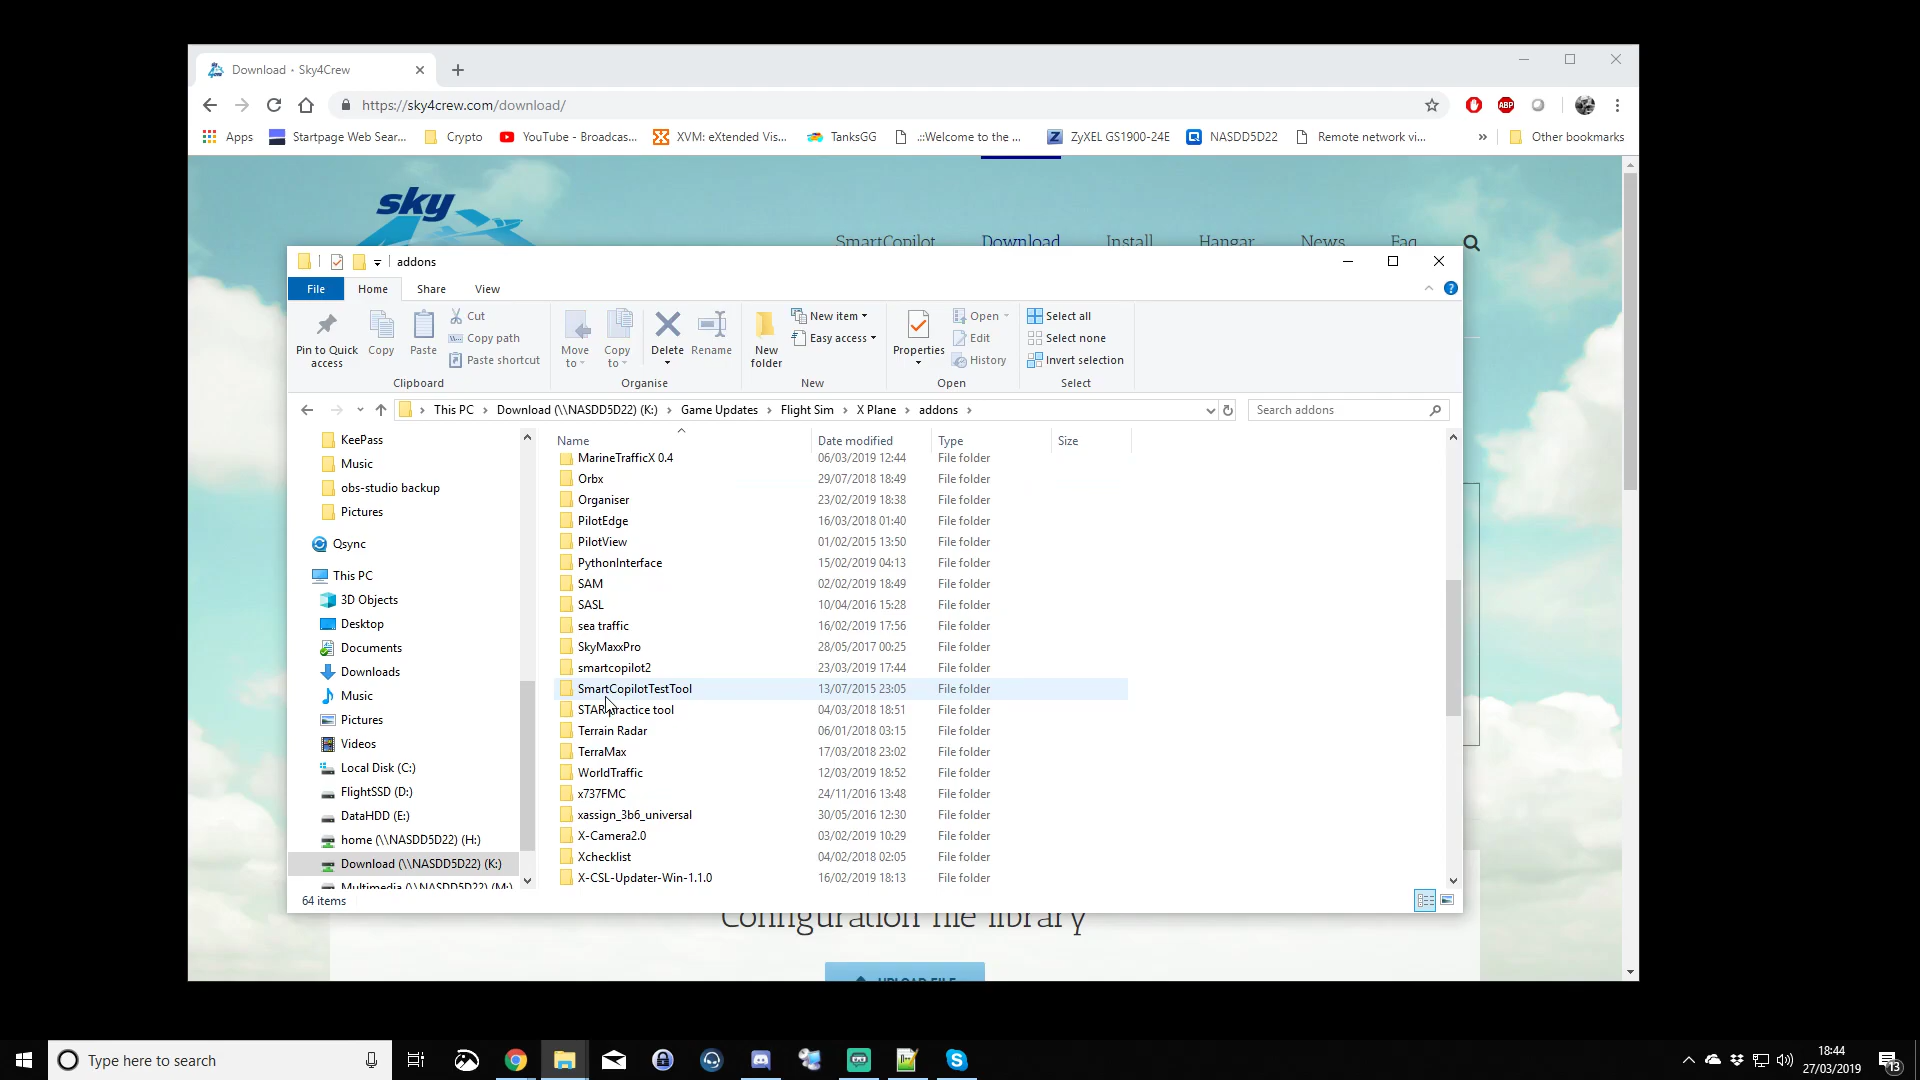 Download • Sky4Crew
https://sky4crew.com/download/
ABP
Apps
Startpage Web Sear...
Crypto
YouTube - Broadcas...
XVM: eXtended Vis...
TanksGG
.::Welcome to the ...
ZyXEL GS1900-24E
NASDD5D22
Remote network vi...
»
Other bookmarks
sky
SmartCopilot
Download
Install
Hangar
News
Faq
addons
File
Home
Share
View
Pin to Quick access
Copy
Paste
Cut
Copy path
Paste shortcut
Clipboard
Move to
Copy to
Delete
Rename
Organise
New folder
New item
Easy access
New
Properties
Open
Edit
History
Open
Select all
Select none
Invert selection
Select
This PC > Download (\\NASDD5D22) (K:) > Game Updates > Flight Sim > X Plane > addons >
Search addons
KeePass
Music
obs-studio backup
Pictures
Qsync
This PC
3D Objects
Desktop
Documents
Downloads
Music
Pictures
Videos
Local Disk (C:)
FlightSSD (D:)
DataHDD (E:)
home (\\NASDD5D22) (H:)
Download (\\NASDD5D22) (K:)
Multimedia (\\NASDD5D22) (M:)
Name Date modified Type Size
MarineTrafficX 0.4 06/03/2019 12:44 File folder
Orbx 29/07/2018 18:49 File folder
Organiser 23/02/2019 18:38 File folder
PilotEdge 16/03/2018 01:40 File folder
PilotView 01/02/2015 13:50 File folder
PythonInterface 15/02/2019 04:13 File folder
SAM 02/02/2019 18:49 File folder
SASL 10/04/2016 15:28 File folder
sea traffic 16/02/2019 17:56 File folder
SkyMaxxPro 28/05/2017 00:25 File folder
smartcopilot2 23/03/2019 17:44 File folder
SmartCopilotTestTool 13/07/2015 23:05 File folder
STAR practice tool 04/03/2018 18:51 File folder
Terrain Radar 06/01/2018 03:15 File folder
TerraMax 17/03/2018 23:02 File folder
WorldTraffic 12/03/2019 18:52 File folder
x737FMC 24/11/2016 13:48 File folder
xassign_3b6_universal 30/05/2016 12:30 File folder
X-Camera2.0 03/02/2019 10:29 File folder
Xchecklist 04/02/2018 02:05 File folder
X-CSL-Updater-Win-1.1.0 16/02/2019 18:13 File folder
64 items
Configuration file library
UPLOAD FILE
Type here to search
18:44
27/03/2019
13